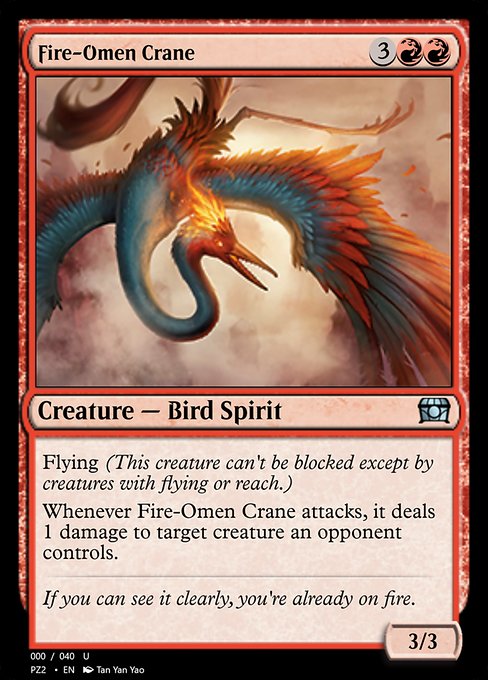 Fire-Omen Crane 3
Creature — Bird Spirit
Flying (This creature can't be blocked except by
creatures with flying or reach.)
Whenever Fire-Omen Crane attacks, it deals
1 damage to target creature an opponent
controls.
If you can see it clearly, you're already on fire.
3/3
000 / 040 U
PZ2 • EN Tan Yan Yao